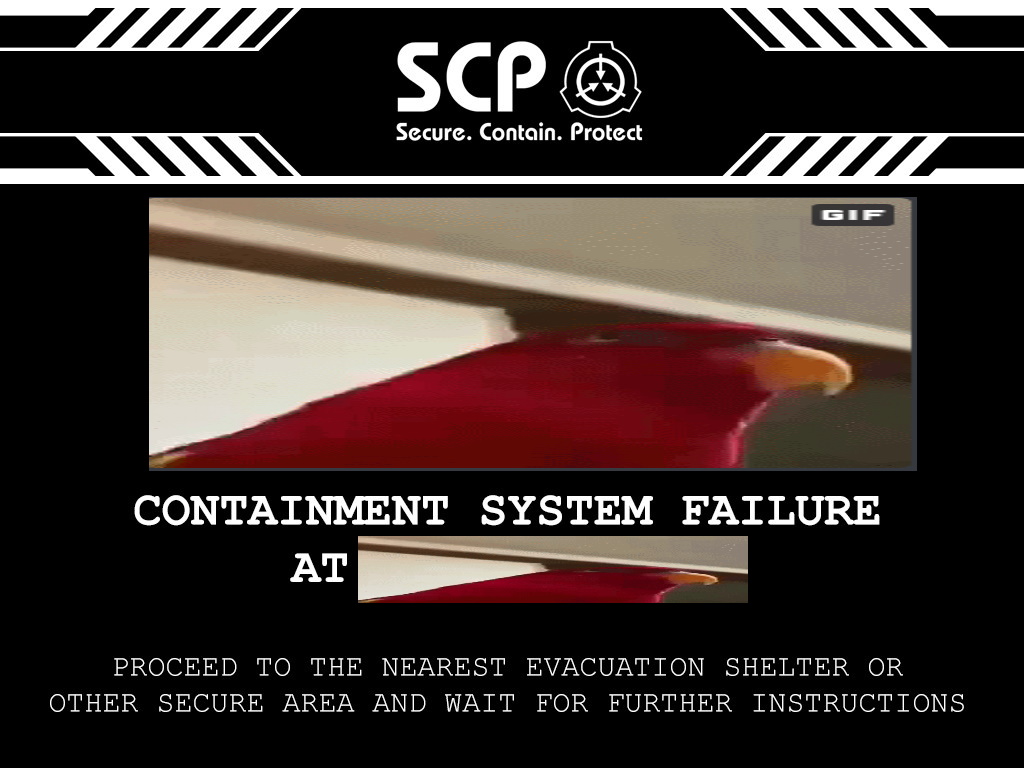 SCP
Secure. Contain. Protect
GIF
CONTAINMENT SYSTEM FAILURE
AT
PROCEED TO THE NEAREST EVACUATION SHELTER OR
OTHER SECURE AREA AND WAIT FOR FURTHER INSTRUCTIONS